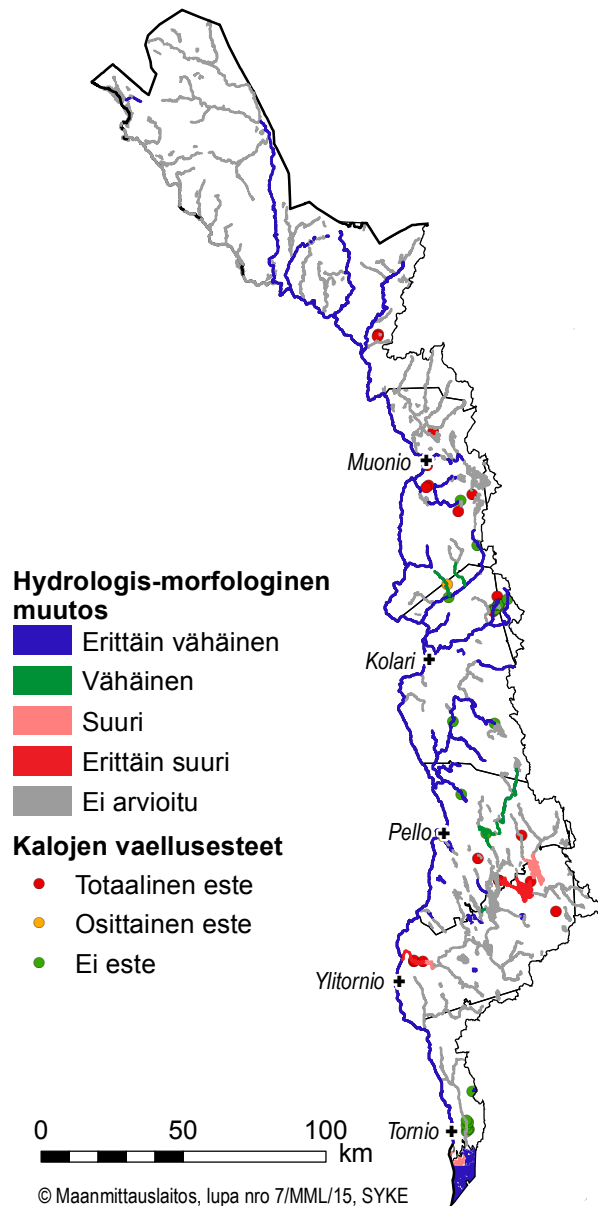 Muonio
Hydrologis-morfologinen
muutos
Erittäin vähäinen
Vähäinen
Suuri
Erittäin suuri
Ei arvioitu
Kolari
Kalojen vaellusesteet
Totaalinen este
Osittainen este
Ei este
Pello
Ylitornio
Tornio
0 50 100
km
© Maanmittauslaitos, lupa nro 7/MML/15, SYKE